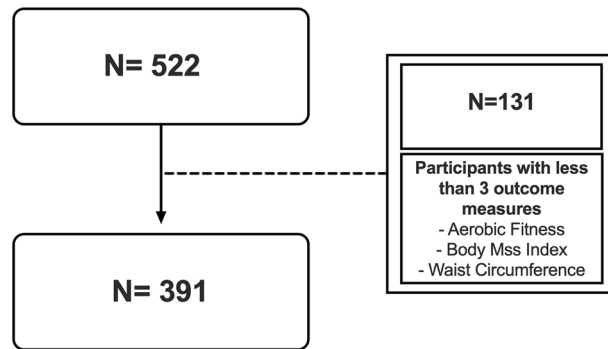 N= 522
N=131
Participants with less
than 3 outcome
measures
- Aerobic Fitness
- Body Mss Index
- Waist Circumference
N= 391